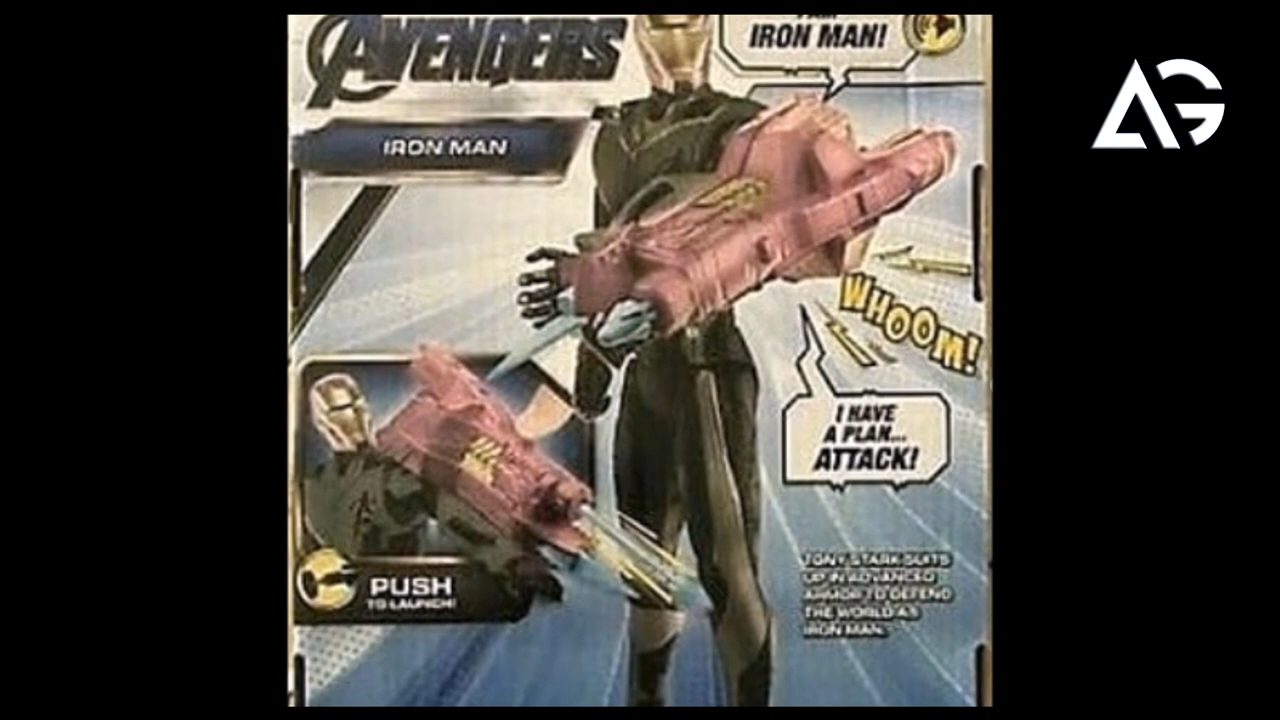 AVENGERS
IRON MAN!
AG
IRON MAN
WHOOM!
I HAVE
A PLAN...
ATTACK!
PUSH
TO LAUNCH!
TONY STARK SUITS
UP IN ADVANCED
ARMOR TO DEFEND
THE WORLD AS
IRON MAN.